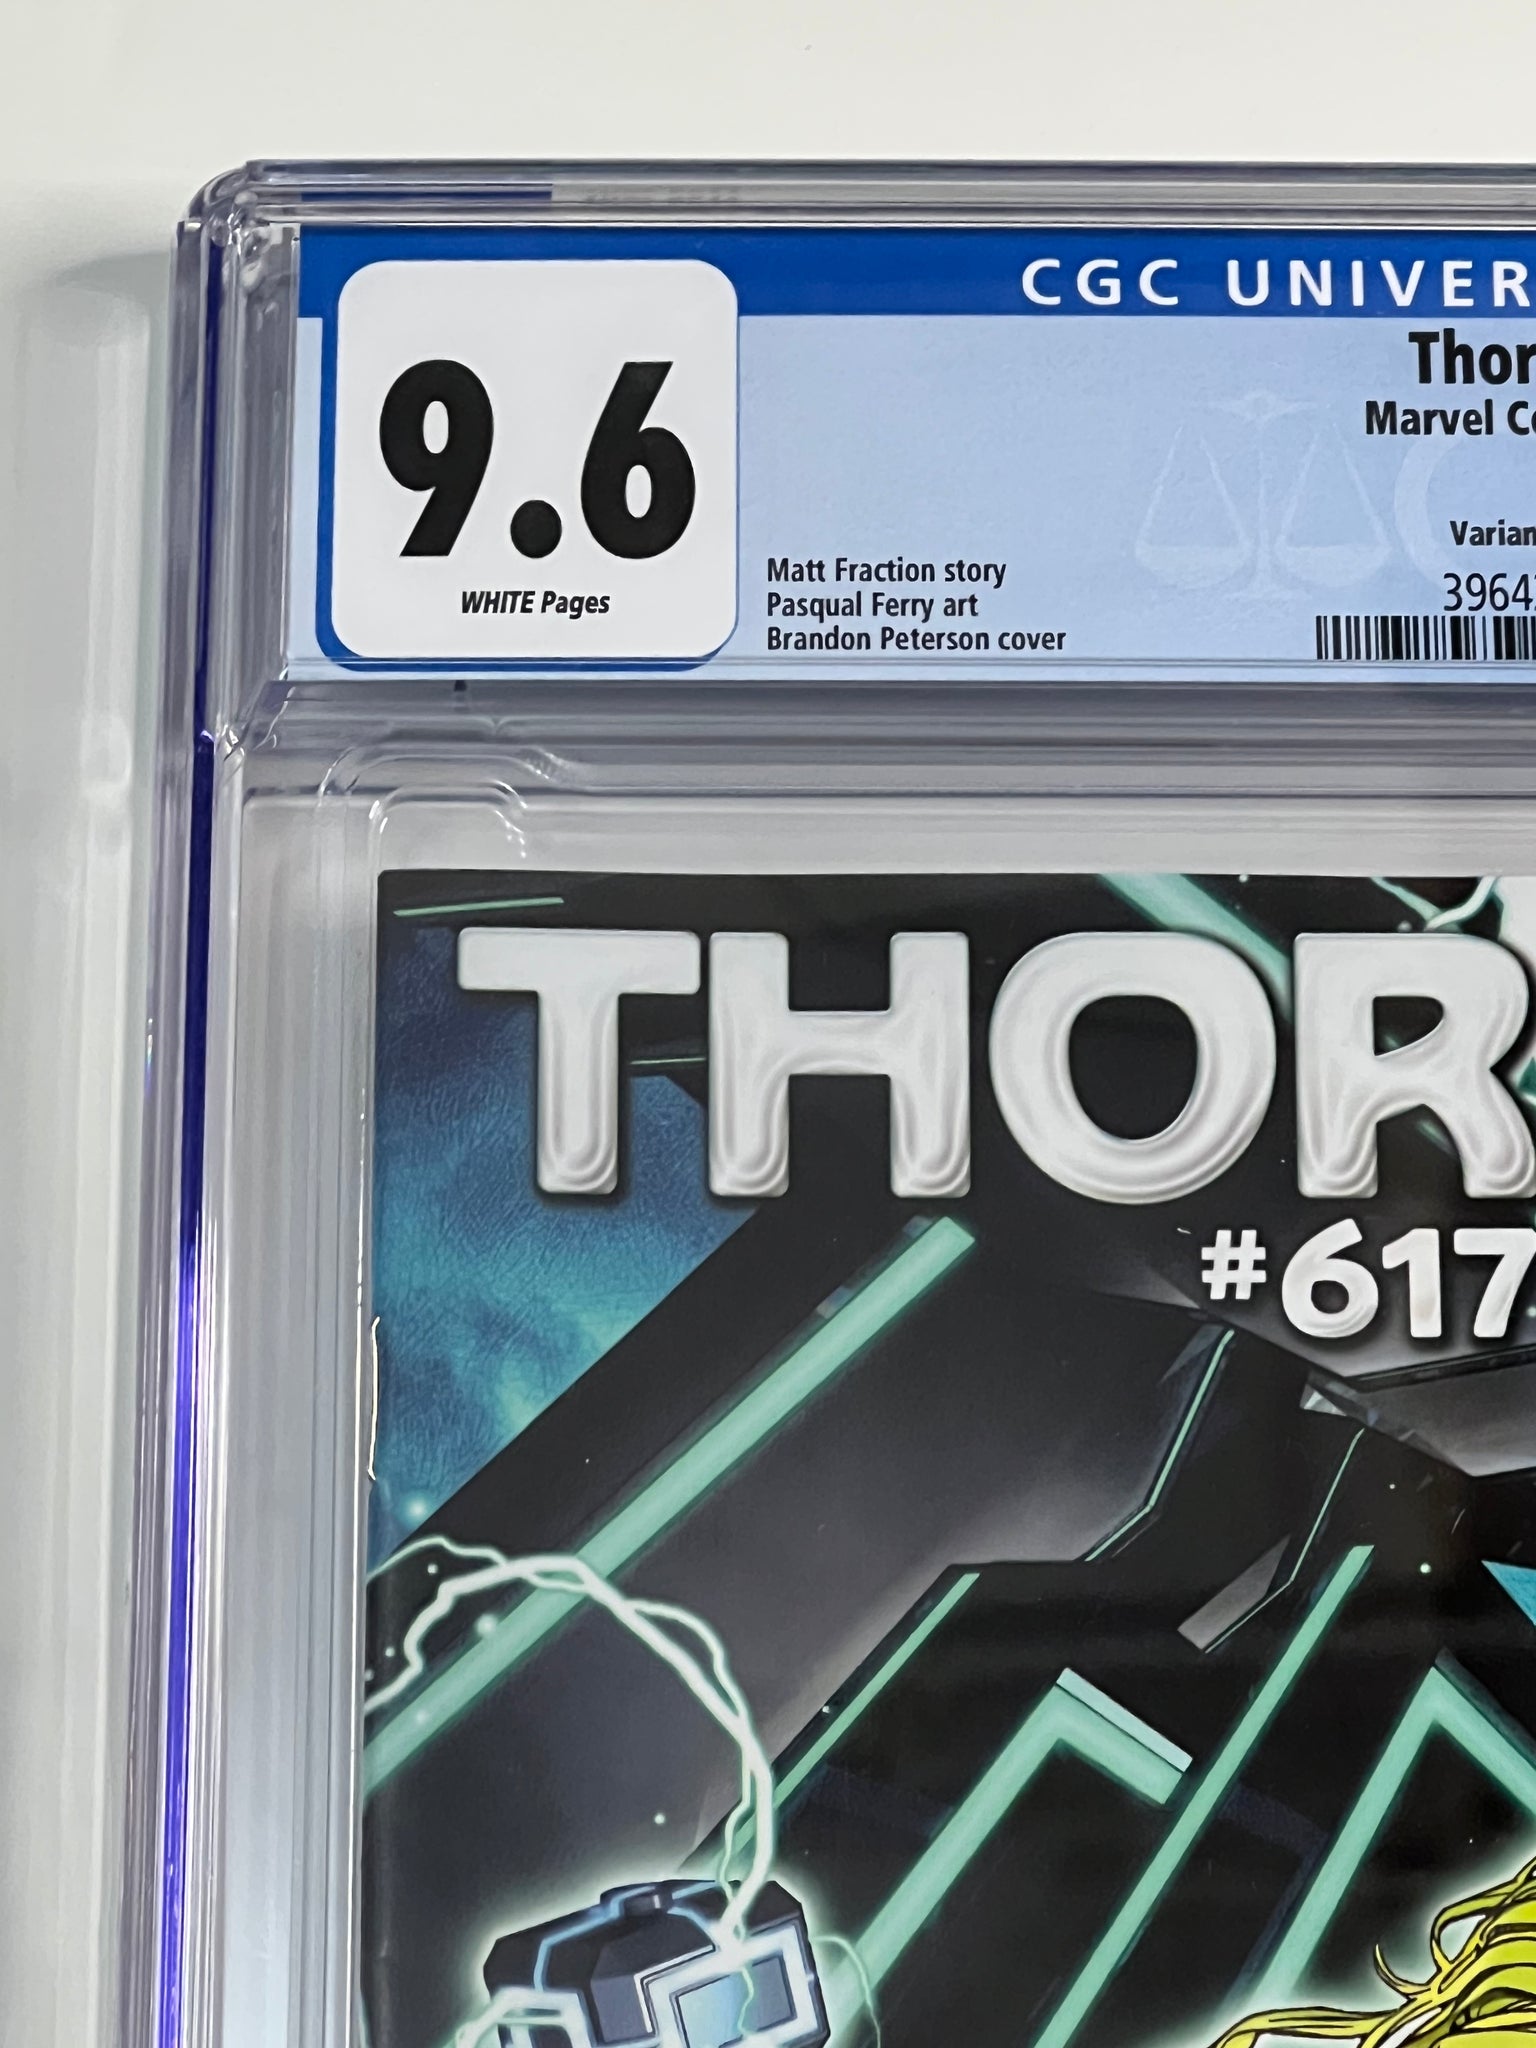 CGC UNIVER
9.6
WHITE Pages
Thor
Marvel Co
Varian
Matt Fraction story
Pasqual Ferry art
Brandon Peterson cover
3964
THOR
#617